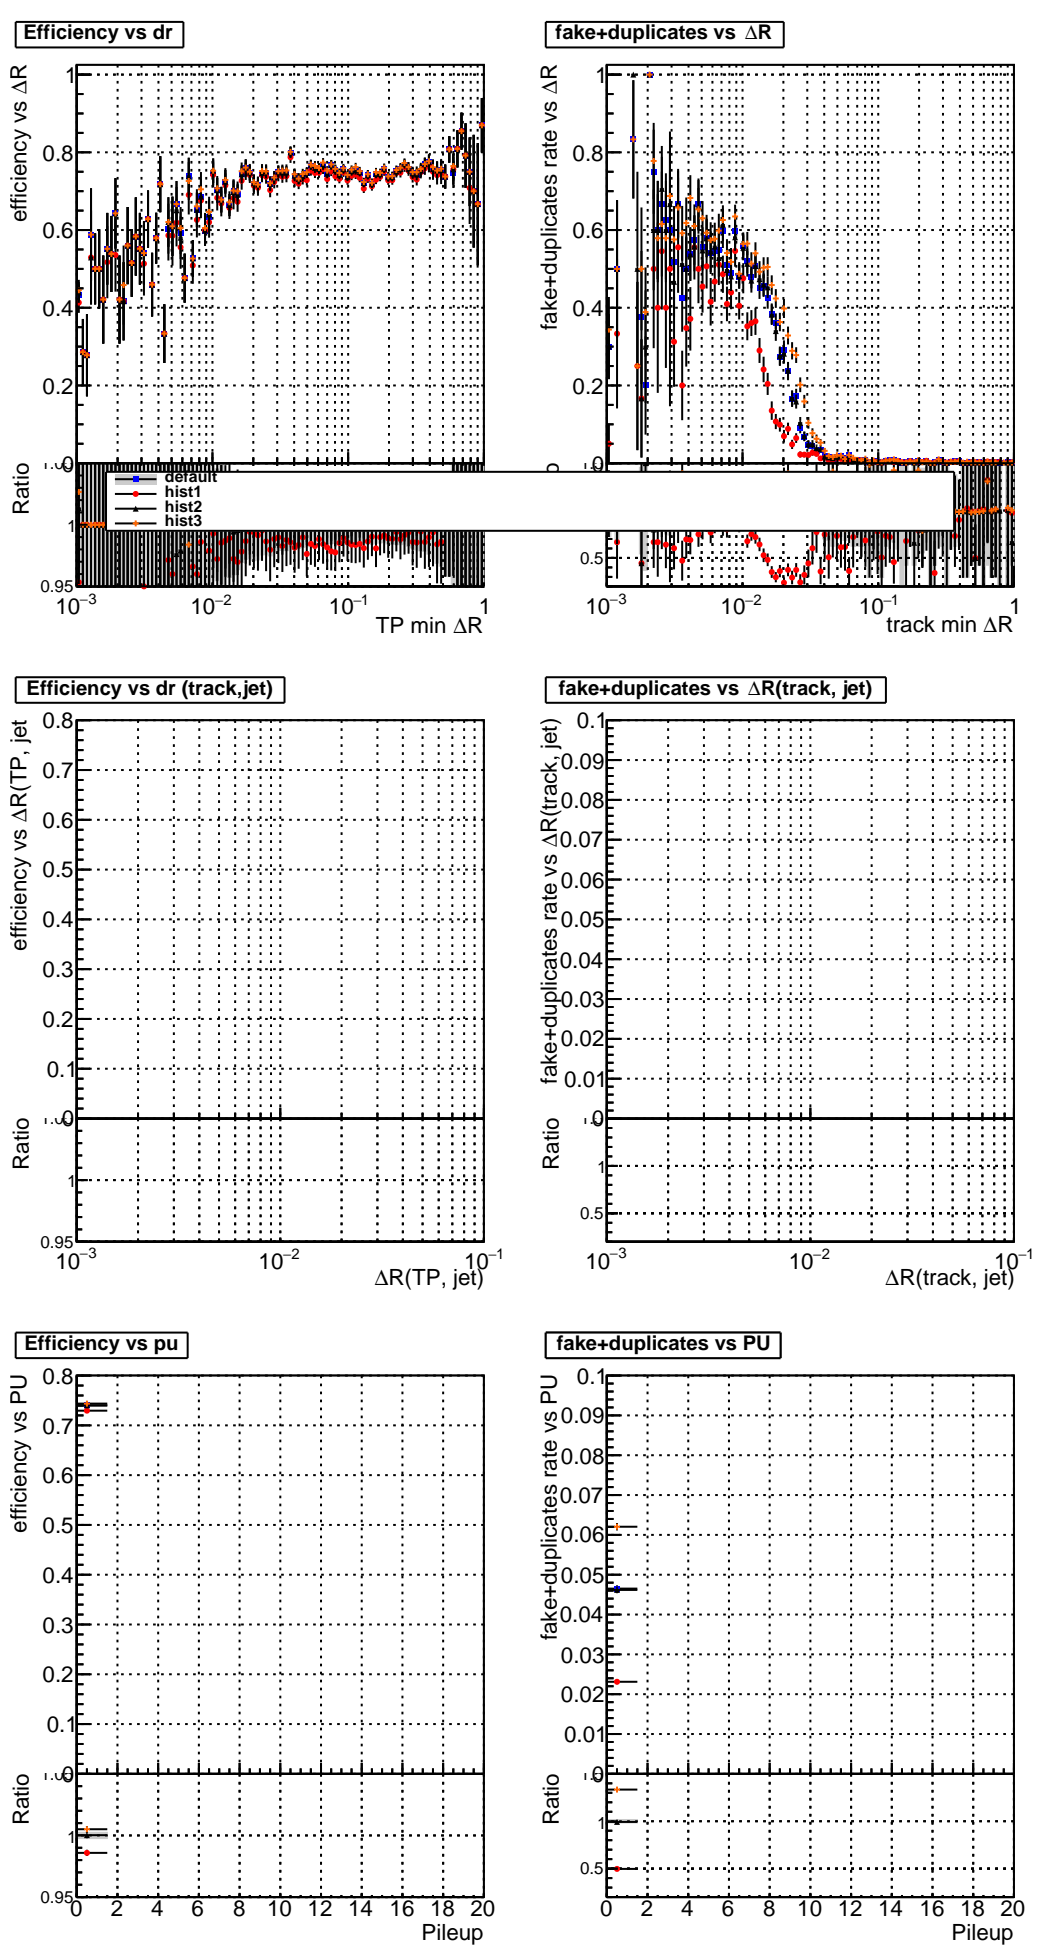 Efficiency vs dr
fake+duplicates vs ΔR
efficiency vs ΔR
1
0.8
0.6
0.4
0.2
0
Ratio
1
0.95
10⁻³
10⁻²
10⁻¹
1
TP min ΔR
fake+duplicates rate vs ΔR
1
0.8
0.6
0.4
0.2
0
0.5
10⁻³
10⁻²
10⁻¹
1
track min ΔR
default
hist1
hist2
hist3
Efficiency vs dr (track,jet)
fake+duplicates vs ΔR(track, jet)
efficiency vs ΔR(TP, jet
0.8
0.7
0.6
0.5
0.4
0.3
0.2
0.1
0
Ratio
1
0.95
10⁻³
10⁻²
10⁻¹
ΔR(TP, jet)
fake+duplicates rate vs ΔR(track, jet)
0.1
0.09
0.08
0.07
0.06
0.05
0.04
0.03
0.02
0.01
0
Ratio
1
0.5
10⁻³
10⁻²
10⁻¹
ΔR(track, jet)
Efficiency vs pu
fake+duplicates vs PU
efficiency vs PU
0.8
0.7
0.6
0.5
0.4
0.3
0.2
0.1
0
Ratio
1
0.95
0 2 4 6 8 10 12 14 16 18 20
Pileup
fake+duplicates rate vs PU
0.1
0.09
0.08
0.07
0.06
0.05
0.04
0.03
0.02
0.01
0
Ratio
1
0.5
0 2 4 6 8 10 12 14 16 18 20
Pileup